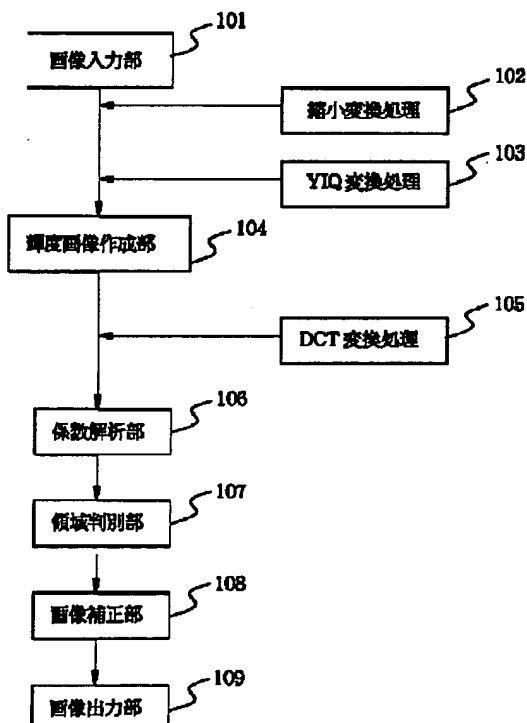 101
画像入力部
102
縮小変換処理
103
YIQ変換処理
104
輝度画像作成部
105
DCT変換処理
106
係数解析部
107
領域判別部
108
画像補正部
109
画像出力部